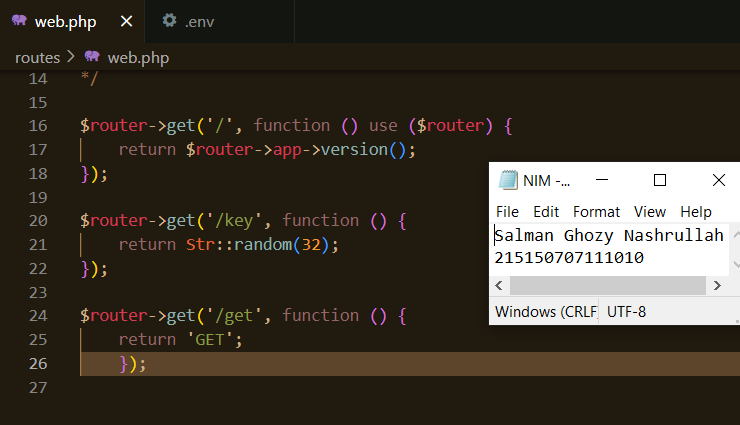 web.php
.env
routes > web.php
14 */
15
16 $router->get('/', function () use ($router) {
17     return $router->app->version();
18 });
19
20 $router->get('/key', function () {
21     return Str::random(32);
22 });
23
24 $router->get('/get', function () {
25     return 'GET';
26     });
27
NIM -...
File Edit Format View Help
Salman Ghozy Nashrullah
215150707111010
Windows (CRLF UTF-8